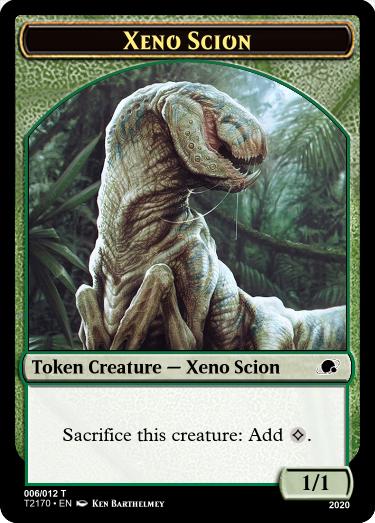 Xeno Scion
Token Creature — Xeno Scion
Sacrifice this creature: Add .
1/1
006/012 T
T2170 • EN Ken Barthelmey
2020